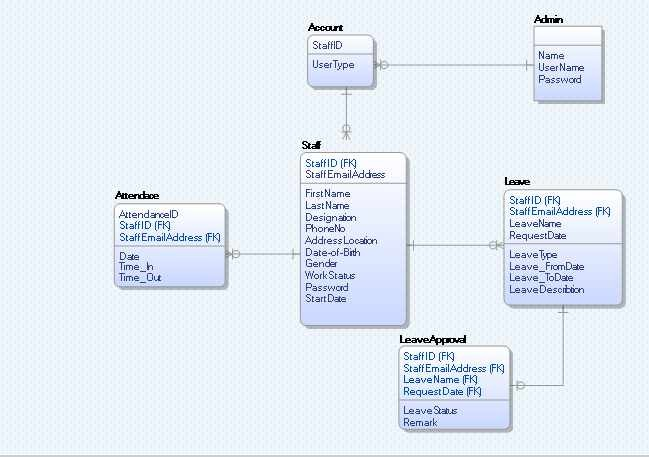 Account
StaffID
UserType
Admin
Name
UserName
Password
Staff
StaffID (FK)
StaffEmailAddress
FirstName
LastName
Designation
PhoneNo
AddressLocation
Date-of-Birth
Gender
WorkStatus
Password
StartDate
Attendace
AttendanceID
StaffID (FK)
StaffEmailAddress (FK)
Date
Time_In
Time_Out
Leave
StaffID (FK)
StaffEmailAddress (FK)
LeaveName
RequestDate
LeaveType
Leave_FromDate
Leave_ToDate
LeaveDescribtion
LeaveApproval
StaffID (FK)
StaffEmailAddress (FK)
LeaveName (FK)
RequestDate (FK)
LeaveStatus
Remark